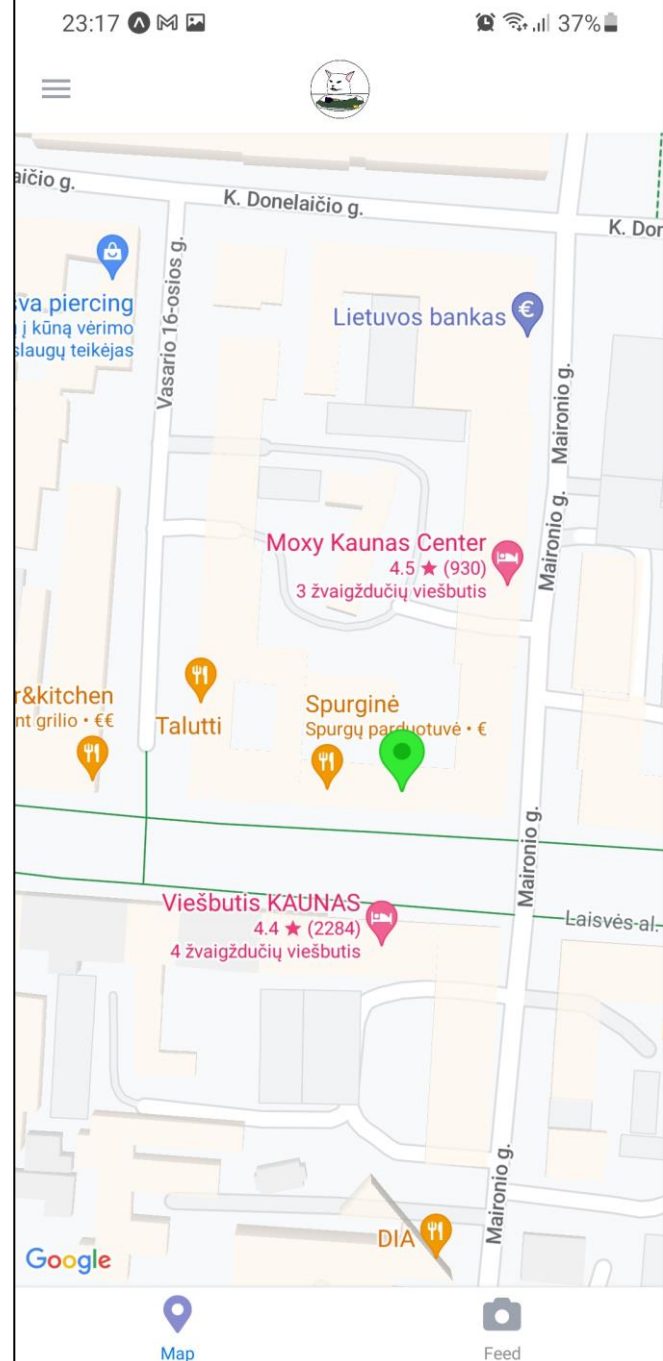 23:17
37%
aičio g.
K. Donelaičio g.
K. Dor
Vasario 16-osios g.
va piercing
į kūną vėrimo
slaugų teikėjas
Lietuvos bankas
Maironio g.
Maironio g.
Moxy Kaunas Center
4.5 ★ (930)
3 žvaigždučių viešbutis
r&kitchen
nt grilio • €€
Talutti
Spurginė
Spurgų parduotuvė • €
Maironio g.
Viešbutis KAUNAS
4.4 ★ (2284)
4 žvaigždučių viešbutis
Laisvės al.
Maironio g.
DIA
Google
Map
Feed